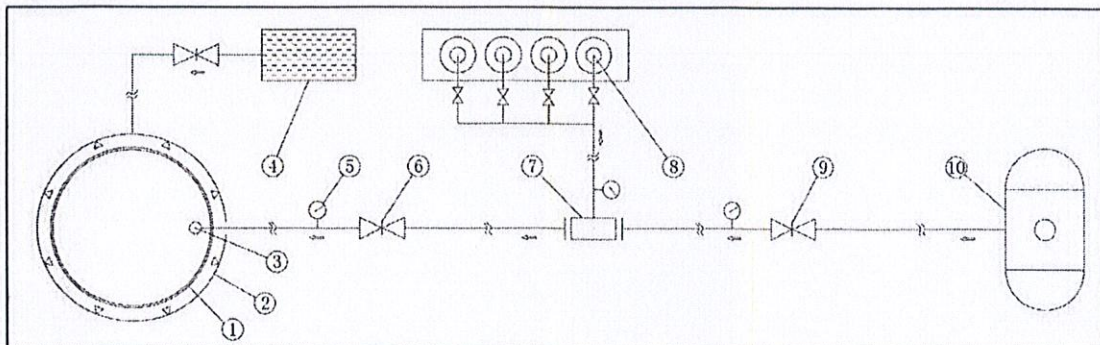 ④ ⑤ ⑥ ⑦ ⑧ ⑨ ⑩
③
②
①